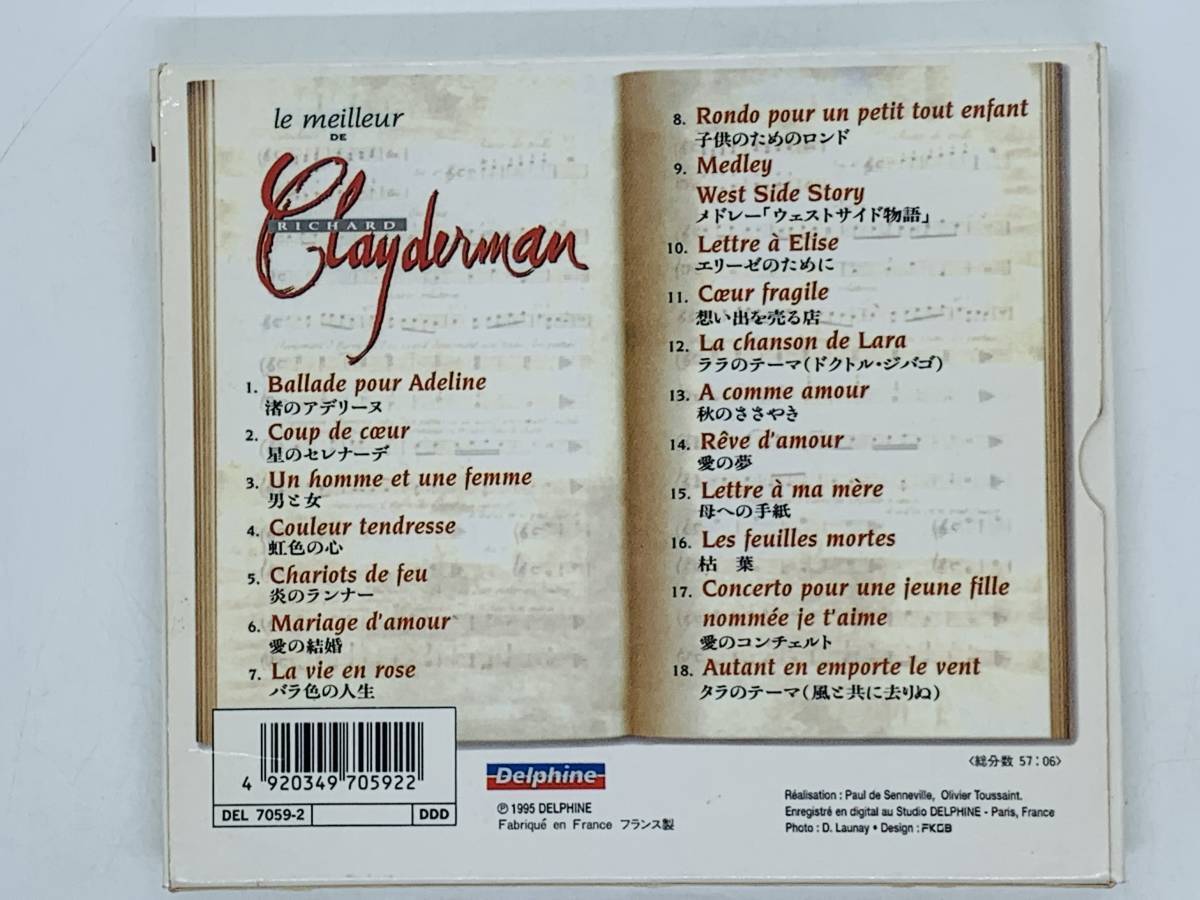 le meilleur
DE
RICHARD
Clayderman
1. Ballade pour Adeline
渚のアデリーヌ
2. Coup de cœur
星のセレナーデ
3. Un homme et une femme
男と女
4. Couleur tendresse
虹色の心
5. Chariots de feu
炎のランナー
6. Mariage d'amour
愛の結婚
7. La vie en rose
バラ色の人生
8. Rondo pour un petit tout enfant
子供のためのロンド
9. Medley
West Side Story
メドレー「ウェストサイド物語」
10. Lettre à Elise
エリーゼのために
11. Cœur fragile
想い出を売る店
12. La chanson de Lara
ララのテーマ(ドクトル・ジバゴ)
13. A comme amour
秋のささやき
14. Rêve d'amour
愛の夢
15. Lettre à ma mère
母への手紙
16. Les feuilles mortes
枯 葉
17. Concerto pour une jeune fille
nommée je t'aime
愛のコンチェルト
18. Autant en emporte le vent
タラのテーマ(風と共に去りぬ)
4 920349 705922
DEL 7059-2 DDD
Delphine
℗ 1995 DELPHINE
Fabriqué en France フランス製
〈総分数 57:06〉
Réalisation : Paul de Senneville, Olivier Toussaint.
Enregistré en digital au Studio DELPHINE - Paris, France
Photo : D. Launay • Design : FKGB